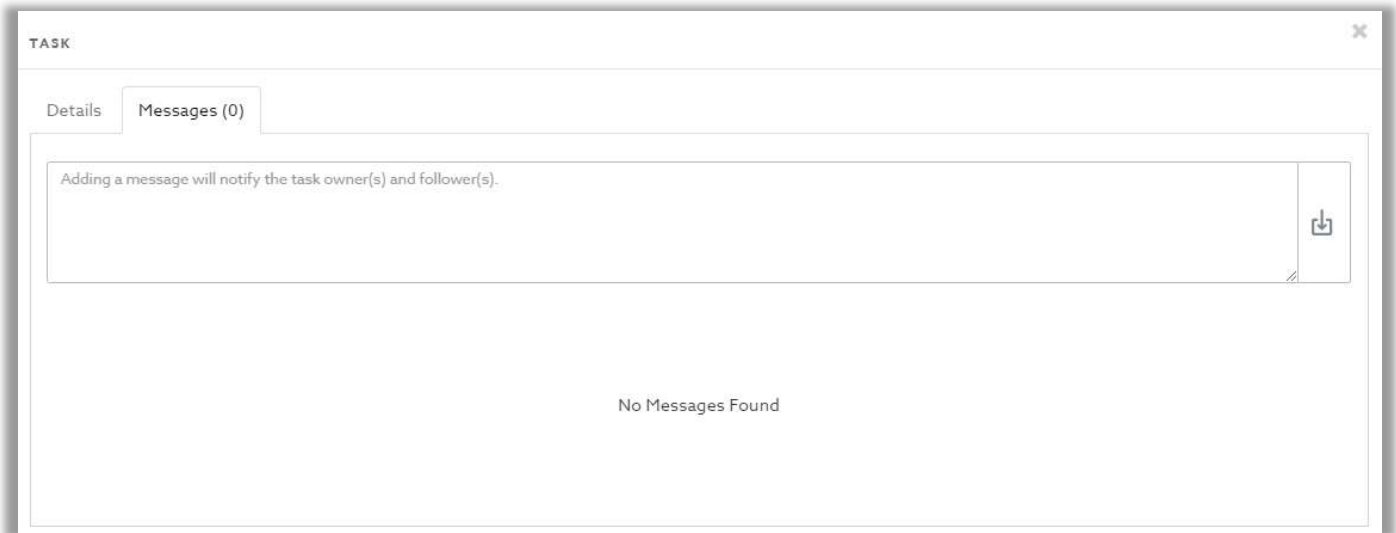 TASK
Details
Messages (0)
Adding a message will notify the task owner(s) and follower(s).
No Messages Found